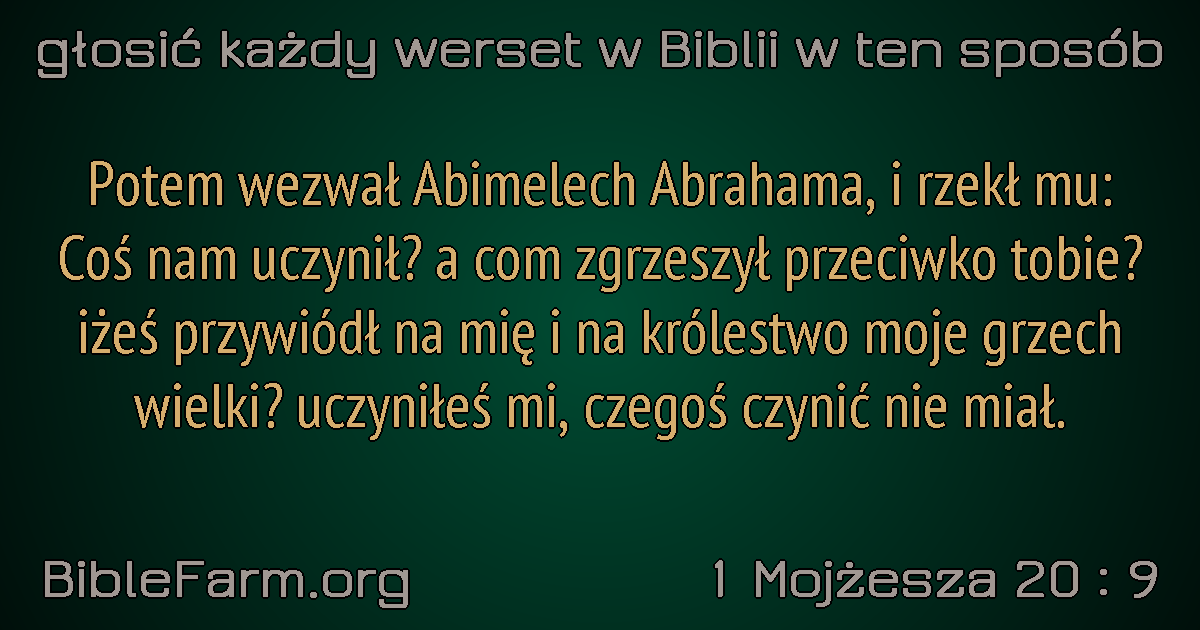 głosić każdy werset w Biblii w ten sposób
Potem wezwał Abimelech Abrahama, i rzekł mu:
Coś nam uczynił? a com zgrzeszył przeciwko tobie?
iżeś przywiódł na mię i na królestwo moje grzech
wielki? uczyniłeś mi, czegoś czynić nie miał.
BibleFarm.org 1 Mojżesza 20 : 9